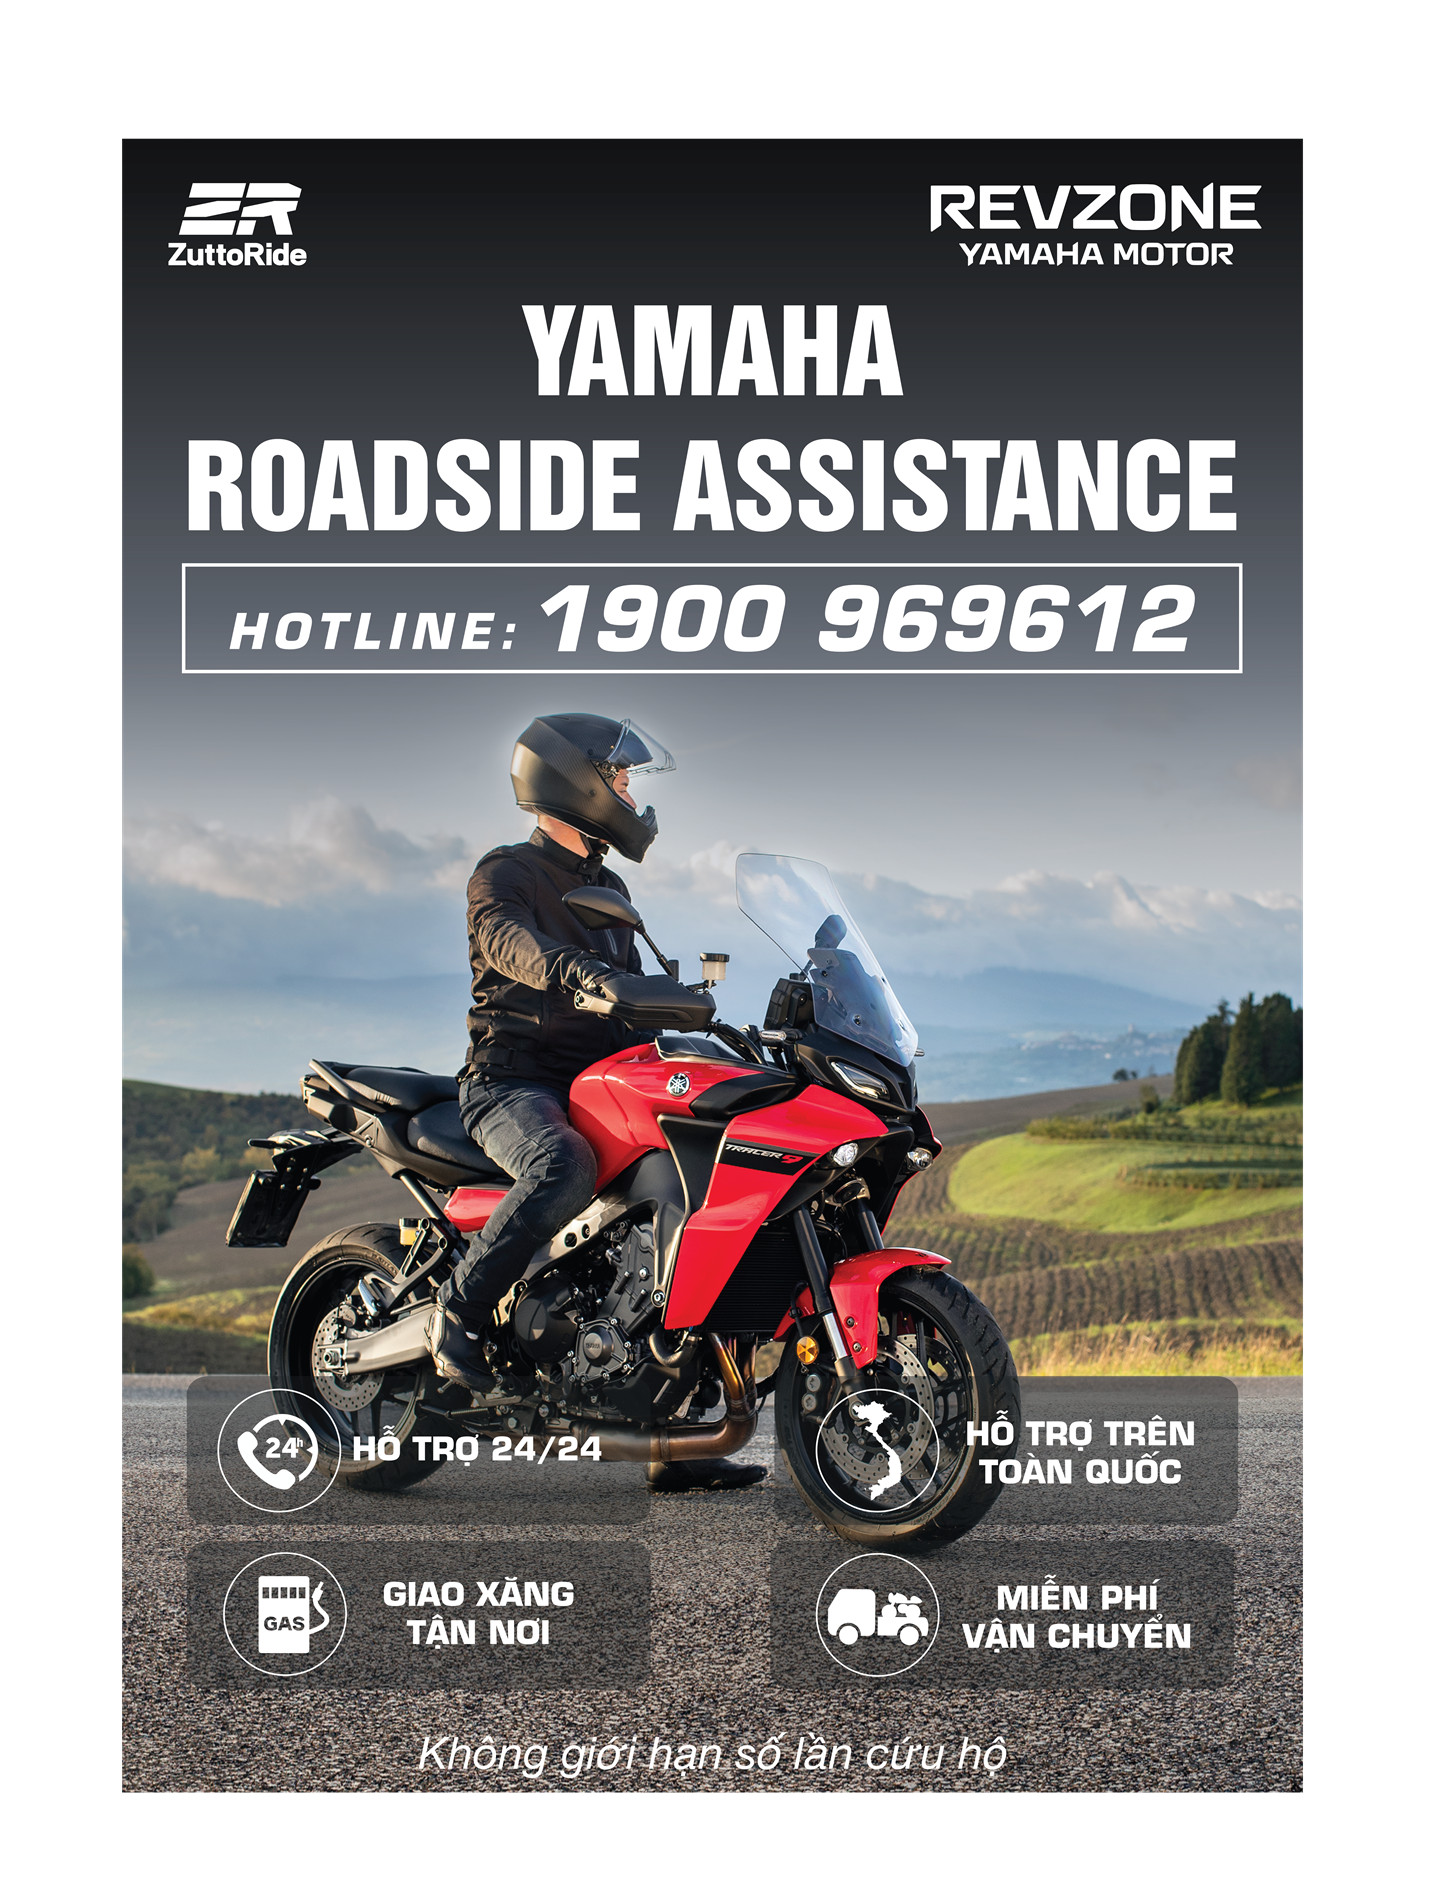 ZR
ZuttoRide
REVZONE
YAMAHA MOTOR
YAMAHA
ROADSIDE ASSISTANCE
HOTLINE: 1900 969612
TRACER 9
24h
HỖ TRỢ 24/24
HỖ TRỢ TRÊN
TOÀN QUỐC
GAS
GIAO XĂNG
TẬN NƠI
MIỄN PHÍ
VẬN CHUYỂN
Không giới hạn số lần cứu hộ